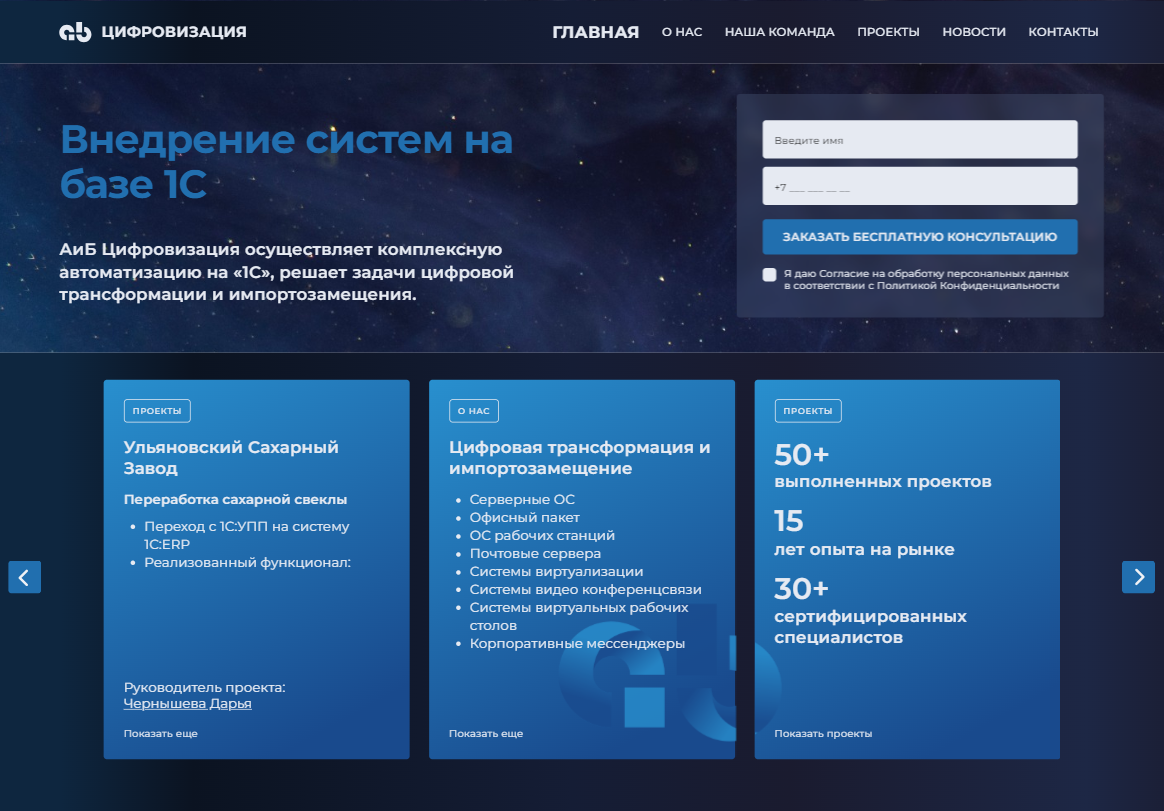 ЦИФРОВИЗАЦИЯ
ГЛАВНАЯ О НАС НАША КОМАНДА ПРОЕКТЫ НОВОСТИ КОНТАКТЫ
Внедрение систем на
базе 1С
АиБ Цифровизация осуществляет комплексную
автоматизацию на «1С», решает задачи цифровой
трансформации и импортозамещения.
Введите имя
+7 ___ ___ __ __
ЗАКАЗАТЬ БЕСПЛАТНУЮ КОНСУЛЬТАЦИЮ
Я даю Согласие на обработку персональных данных
в соответствии с Политикой Конфиденциальности
ПРОЕКТЫ
Ульяновский Сахарный
Завод
Переработка сахарной свеклы
• Переход с 1С:УПП на систему
1С:ERP
• Реализованный функционал:
Руководитель проекта:
Чернышева Дарья
Показать еще
О НАС
Цифровая трансформация и
импортозамещение
• Серверные ОС
• Офисный пакет
• ОС рабочих станций
• Почтовые сервера
• Системы виртуализации
• Системы видео конференцсвязи
• Системы виртуальных рабочих
столов
• Корпоративные мессенджеры
Показать еще
ПРОЕКТЫ
50+
выполненных проектов
15
лет опыта на рынке
30+
сертифицированных
специалистов
Показать проекты